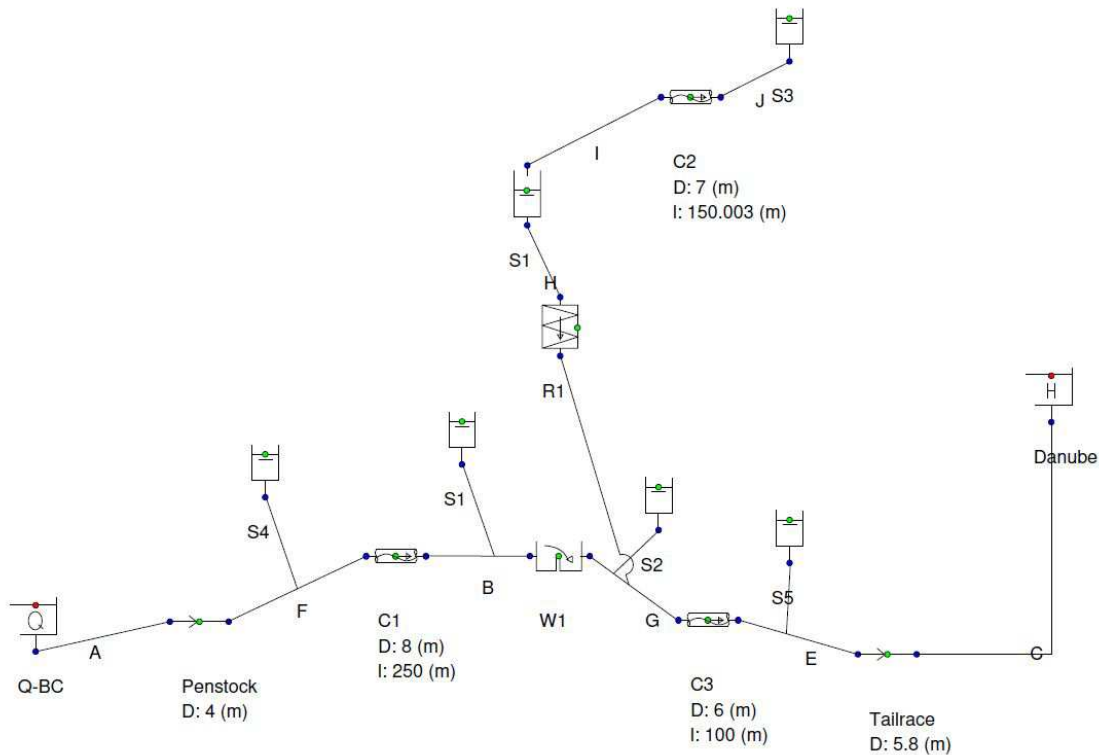 J
S3
I
C2
D: 7 (m)
I: 150.003 (m)
S1
H
R1
H
Danube
S4
S1
S2
S5
B
W1
F
G
C1
D: 8 (m)
I: 250 (m)
Q
A
E
C
Q-BC
Penstock
D: 4 (m)
C3
D: 6 (m)
I: 100 (m)
Tailrace
D: 5.8 (m)